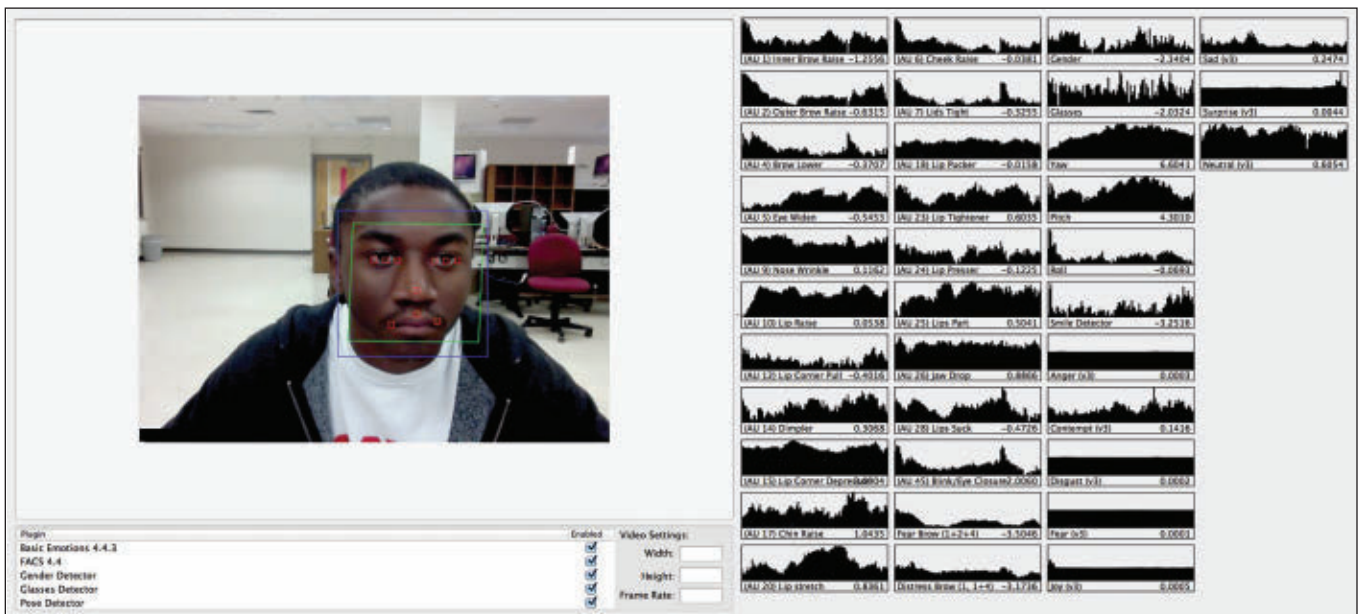 (AU 1) Inner Brow Raise -1.2556
(AU 6) Cheek Raise -0.0381
Gender -2.3404
Sad (v3) 0.2474
(AU 2) Outer Brow Raise -0.6315
(AU 7) Lids Tight -0.3255
Glasses -2.0324
Surprise (v3) 0.0044
(AU 4) Brow Lower -0.3707
(AU 18) Lip Pucker -0.0158
Yaw 6.6041
Neutral (v3) 0.6054
(AU 5) Eye Widen -0.5453
(AU 23) Lip Tightener 0.6035
Pitch 4.3010
(AU 9) Nose Wrinkle 0.1162
(AU 24) Lip Presser -0.1225
Roll -0.0693
(AU 10) Lip Raise 0.0538
(AU 25) Lips Part 0.5041
Smile Detector -3.2516
(AU 12) Lip Corner Pull -0.4016
(AU 26) Jaw Drop 0.8866
Anger (v3) 0.0003
(AU 14) Dimpler 0.3068
(AU 28) Lips Suck -0.4726
Contempt (v3) 0.1416
(AU 15) Lip Corner
(AU 45) Blink/Eye Closure
Disgust (v3) 0.0002
(AU 17) Chin Raise 1.0435
Fear Brow (1+2+4) -3.5046
Fear (v3) 0.0001
(AU 20) Lip stretch 0.8361
Distress Brow (1, 1+4) -3.1736
Joy (v3) 0.0005
Plugin Enabled
Basic Emotions 4.4.3
FACS 4.4
Gender Detector
Glasses Detector
Pose Detector
Video Settings:
Width:
Height:
Frame Rate: